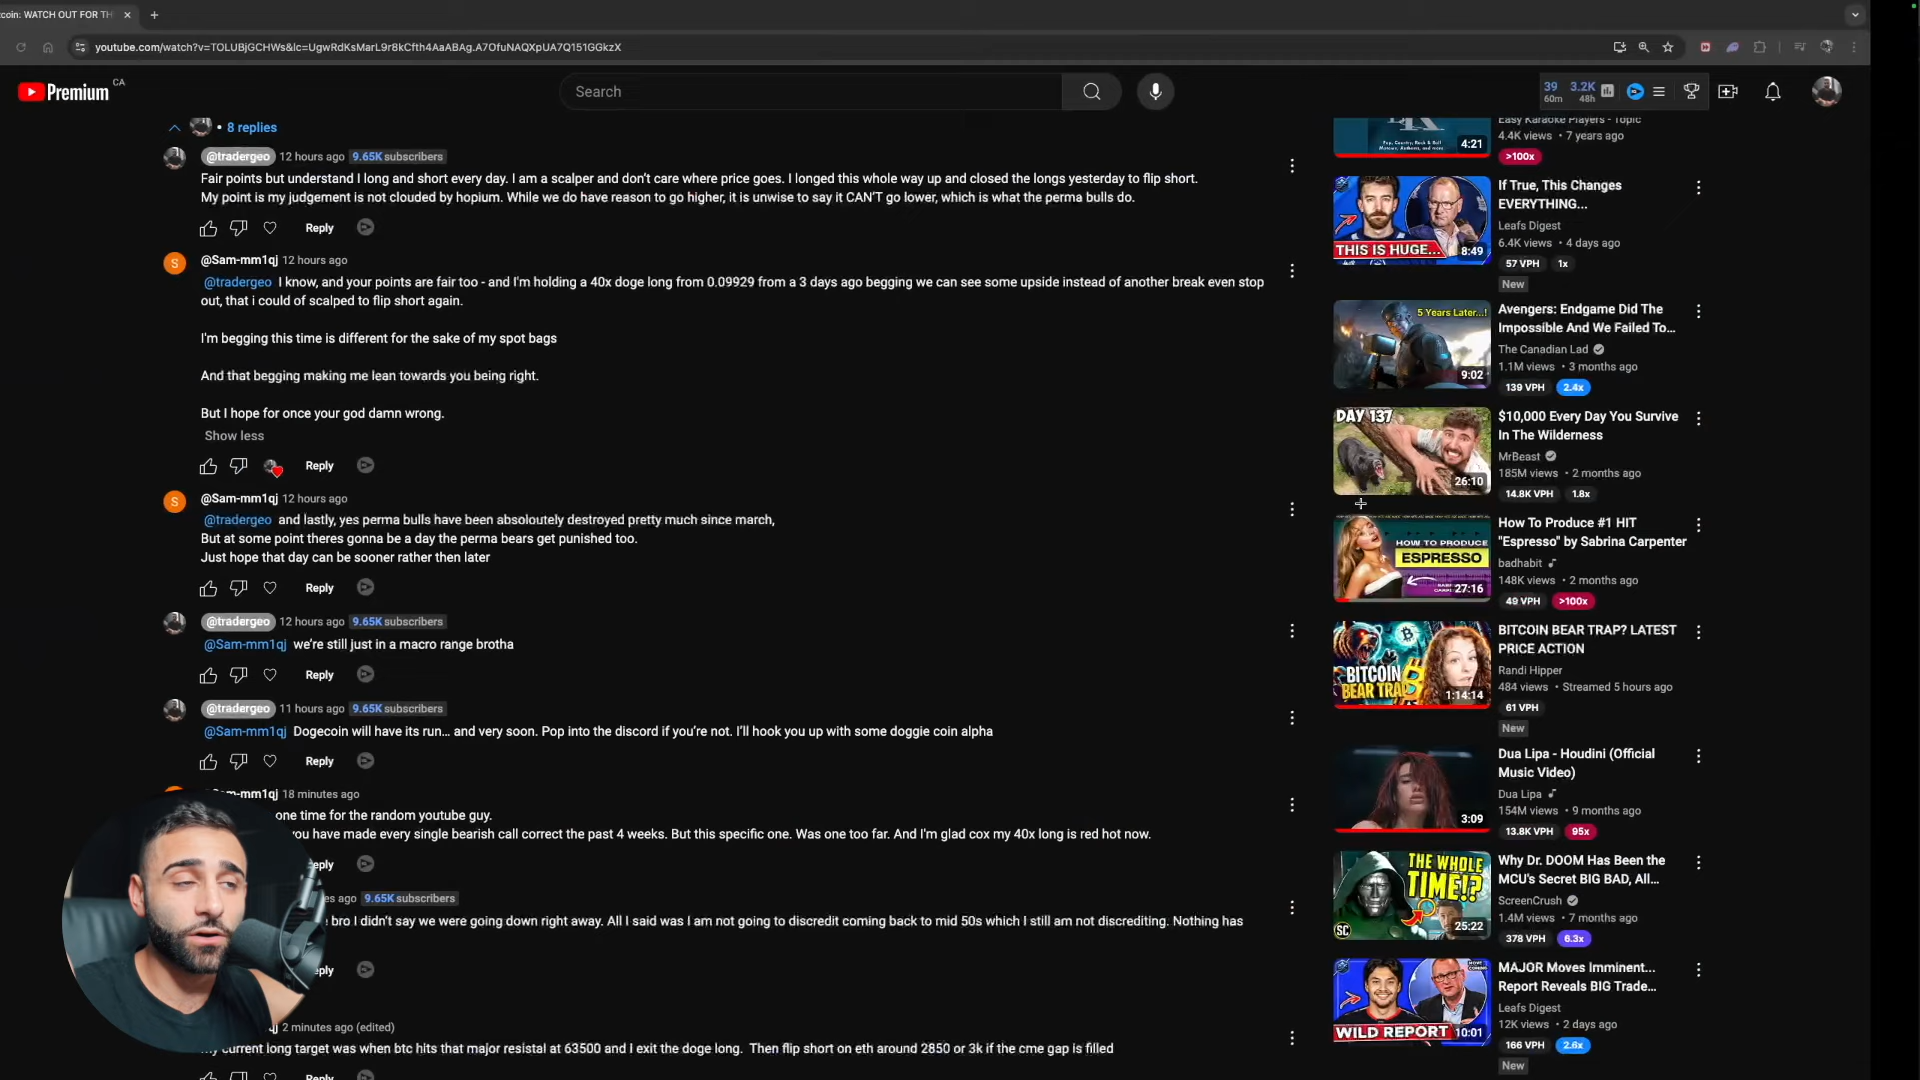 coin: WATCH OUT FOR TH
youtube.com/watch?v=TOLUBjGCHWs&lc=UgwRdKsMarL9r8kCfth4AaABAg.A7OfuNAQXpUA7Q151GGkzX
Premium CA
Search
39 60m 3.2K 48h
8 replies
@tradergeo 12 hours ago 9.65K subscribers
Fair points but understand I long and short every day. I am a scalper and don't care where price goes. I longed this whole way up and closed the longs yesterday to flip short.
My point is my judgement is not clouded by hopium. While we do have reason to go higher, it is unwise to say it CAN'T go lower, which is what the perma bulls do.
Reply
@Sam-mm1qj 12 hours ago
@tradergeo I know, and your points are fair too - and I'm holding a 40x doge long from 0.09929 from a 3 days ago begging we can see some upside instead of another break even stop
out, that i could of scalped to flip short again.
I'm begging this time is different for the sake of my spot bags
And that begging making me lean towards you being right.
But I hope for once your god damn wrong.
Show less
Reply
@Sam-mm1qj 12 hours ago
@tradergeo and lastly, yes perma bulls have been absoloutely destroyed pretty much since march,
But at some point theres gonna be a day the perma bears get punished too.
Just hope that day can be sooner rather then later
Reply
@tradergeo 12 hours ago 9.65K subscribers
@Sam-mm1qj we're still just in a macro range brotha
Reply
@tradergeo 11 hours ago 9.65K subscribers
@Sam-mm1qj Dogecoin will have its run... and very soon. Pop into the discord if you're not. I'll hook you up with some doggie coin alpha
Reply
-mm1qj 18 minutes ago
one time for the random youtube guy.
you have made every single bearish call correct the past 4 weeks. But this specific one. Was one too far. And I'm glad cox my 40x long is red hot now.
eply
es ago 9.65K subscribers
bro I didn't say we were going down right away. All I said was I am not going to discredit coming back to mid 50s which I still am not discrediting. Nothing has
eply
2 minutes ago (edited)
current long target was when btc hits that major resistal at 63500 and I exit the doge long. Then flip short on eth around 2850 or 3k if the cme gap is filled
Reply
4:21
Easy Karaoke Players - Topic
4.4K views • 7 years ago
>100x
THIS IS HUGE...
8:49
If True, This Changes
EVERYTHING...
Leafs Digest
6.4K views • 4 days ago
57 VPH 1x
New
5 Years Later...!
9:02
Avengers: Endgame Did The
Impossible And We Failed To...
The Canadian Lad
1.1M views • 3 months ago
139 VPH 2.4x
DAY 137
26:10
$10,000 Every Day You Survive
In The Wilderness
MrBeast
185M views • 2 months ago
14.8K VPH 1.8x
HOW TO PRODUCE
ESPRESSO
27:16
How To Produce #1 HIT
"Espresso" by Sabrina Carpenter
badhabit
148K views • 2 months ago
49 VPH >100x
BITCOIN
BEAR TRAP
1:14:14
BITCOIN BEAR TRAP? LATEST
PRICE ACTION
Randi Hipper
484 views • Streamed 5 hours ago
61 VPH
New
3:09
Dua Lipa - Houdini (Official
Music Video)
Dua Lipa
154M views • 9 months ago
13.8K VPH 95x
THE WHOLE
TIME!?
SC
25:22
Why Dr. DOOM Has Been the
MCU's Secret BIG BAD, All...
ScreenCrush
1.4M views • 7 months ago
378 VPH 6.3x
WILD REPORT
10:01
MAJOR Moves Imminent...
Report Reveals BIG Trade...
Leafs Digest
12K views • 2 days ago
166 VPH 2.6x
New